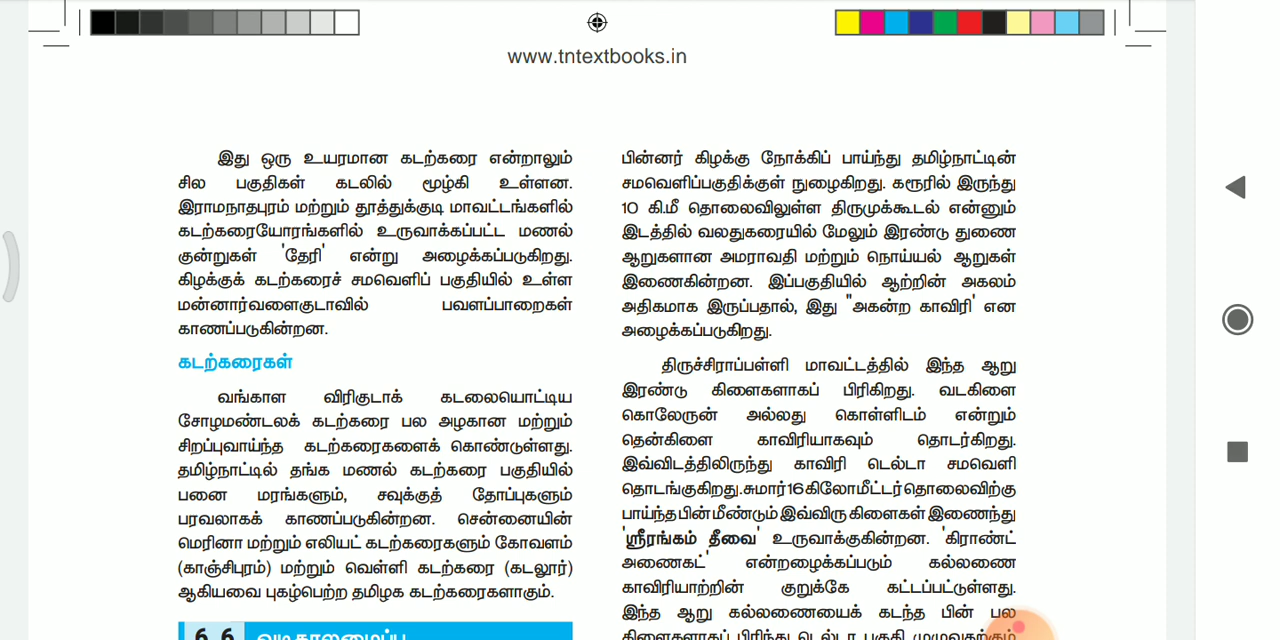 www.tntextbooks.in
இது ஒரு உயரமான கடற்கரை என்றாலும்
சில பகுதிகள் கடலில் மூழ்கி உள்ளன.
இராமநாதபுரம் மற்றும் தூத்துக்குடி மாவட்டங்களில்
கடற்கரையோரங்களில் உருவாக்கப்பட்ட மணல்
குன்றுகள் 'தேரி' என்று அழைக்கப்படுகிறது.
கிழக்குக் கடற்கரைச் சமவெளிப் பகுதியில் உள்ள
மன்னார்வளைகுடாவில் பவளப்பாறைகள்
காணப்படுகின்றன.
கடற்கரைகள்
வங்காள விரிகுடாக் கடலையொட்டிய
சோழமண்டலக் கடற்கரை பல அழகான மற்றும்
சிறப்புவாய்ந்த கடற்கரைகளைக் கொண்டுள்ளது.
தமிழ்நாட்டில் தங்க மணல் கடற்கரை பகுதியில்
பனை மரங்களும், சவுக்குத் தோப்புகளும்
பரவலாகக் காணப்படுகின்றன. சென்னையின்
மெரினா மற்றும் எலியட் கடற்கரைகளும் கோவளம்
(காஞ்சிபுரம்) மற்றும் வெள்ளி கடற்கரை (கடலூர்)
ஆகியவை புகழ்பெற்ற தமிழக கடற்கரைகளாகும்.
6.6 வடிகாலமைப்பு
பின்னர் கிழக்கு நோக்கிப் பாய்ந்து தமிழ்நாட்டின்
சமவெளிப்பகுதிக்குள் நுழைகிறது. கரூரில் இருந்து
10 கி.மீ தொலைவிலுள்ள திருமுக்கூடல் என்னும்
இடத்தில் வலதுகரையில் மேலும் இரண்டு துணை
ஆறுகளான அமராவதி மற்றும் நொய்யல் ஆறுகள்
இணைகின்றன. இப்பகுதியில் ஆற்றின் அகலம்
அதிகமாக இருப்பதால், இது "அகன்ற காவிரி' என
அழைக்கப்படுகிறது.
திருச்சிராப்பள்ளி மாவட்டத்தில் இந்த ஆறு
இரண்டு கிளைகளாகப் பிரிகிறது. வடகிளை
கொலேருன் அல்லது கொள்ளிடம் என்றும்
தென்கிளை காவிரியாகவும் தொடர்கிறது.
இவ்விடத்திலிருந்து காவிரி டெல்டா சமவெளி
தொடங்குகிறது.சுமார்16கிலோமீட்டர்தொலைவிற்கு
பாய்ந்தபின்மீண்டும்இவ்விருகிளைகள்இணைந்து
'ஸ்ரீரங்கம் தீவை' உருவாக்குகின்றன. 'கிராண்ட்
அணைகட்' என்றழைக்கப்படும் கல்லணை
காவிரியாற்றின் குறுக்கே கட்டப்பட்டுள்ளது.
இந்த ஆறு கல்லணையைக் கடந்த பின் பல
கிளைகளாகப் பிரிந்து டெல்டா பகுதி முழுவதற்கும்